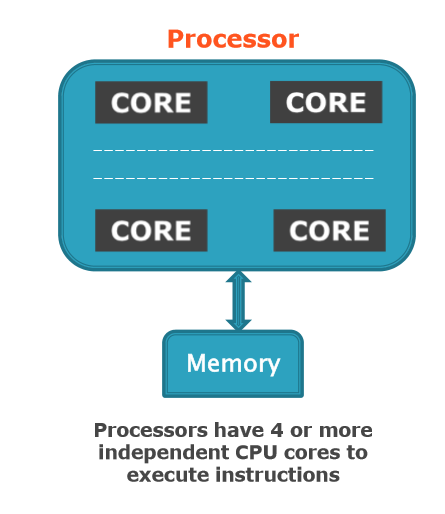 Processor
CORE CORE
CORE CORE
Memory
Processors have 4 or more
independent CPU cores to
execute instructions